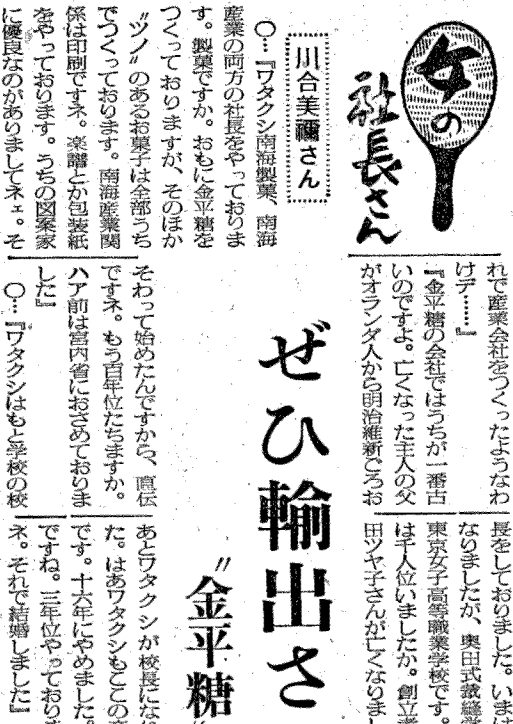 女の
社長さん
川合美禰さん
〇…『ワタクシ南海製菓、南海
産業の両方の社長をやっておりま
す。製菓ですか。おもに金平糖を
つくっておりますが、そのほか
〃ツノ〃のあるお菓子は全部うち
でつくっております。南海産業関
係は印刷ですネ。楽譜とか包装紙
をやっております。うちの図案家
に優良なのがありましてネェ。そ
れで産業会社をつくったようなわ
けデ……』
『金平糖の会社ではうちが一番古
いのですよ。亡くなった主人の父
がオランダ人から明治維新ごろお
ぜひ輸出さ
〃金平糖
そわって始めたんですから、直伝
ですネ。もう百年位たちますか。
ハア前は宮内省におさめておりま
した』
〇…『ワタクシはもと学校の校
長をしておりました。いまは
なりましたが、奥田式裁縫学
東京女子高等職業学校です。
は千人位いましたか。創立者
田ツヤ子さんが亡くなりま
あとワタクシが校長にな
た。はあワタクシもここの
です。十六年にやめました。
ですね。三年位やっており
ネ。それで結婚しました』